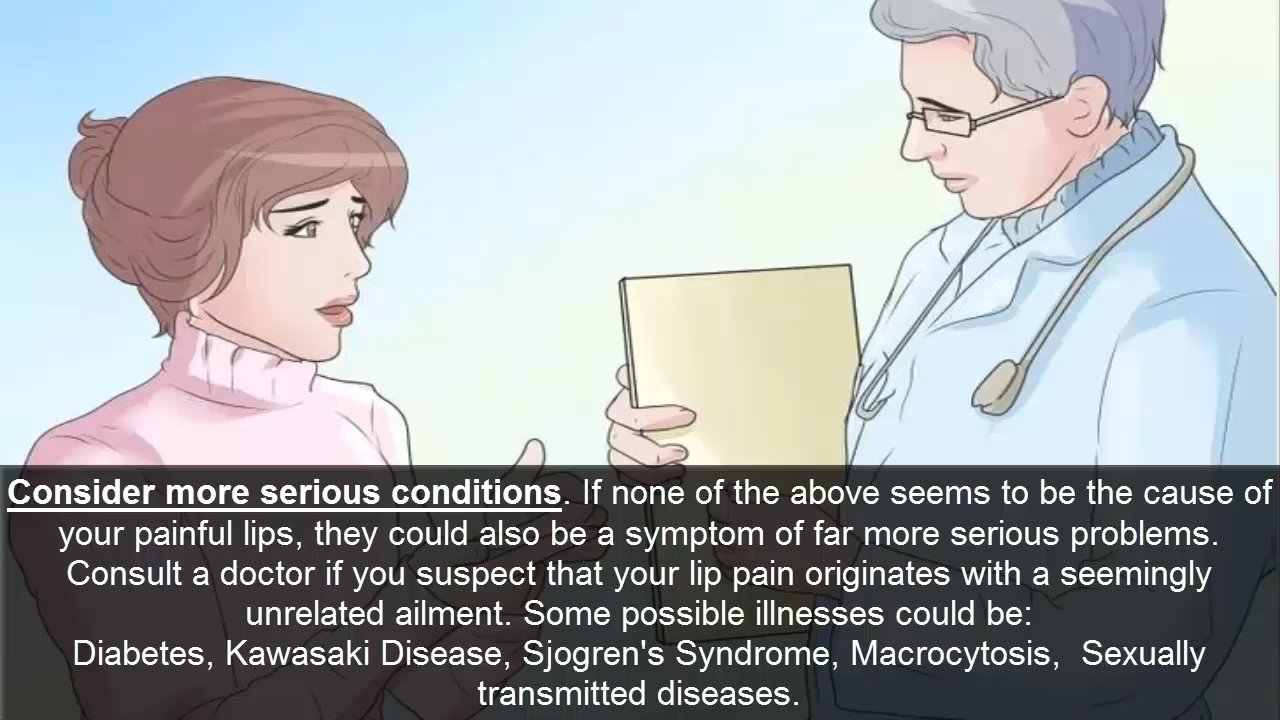 Consider more serious conditions. If none of the above seems to be the cause of
your painful lips, they could also be a symptom of far more serious problems.
Consult a doctor if you suspect that your lip pain originates with a seemingly
unrelated ailment. Some possible illnesses could be:
Diabetes, Kawasaki Disease, Sjogren's Syndrome, Macrocytosis,  Sexually
transmitted diseases.